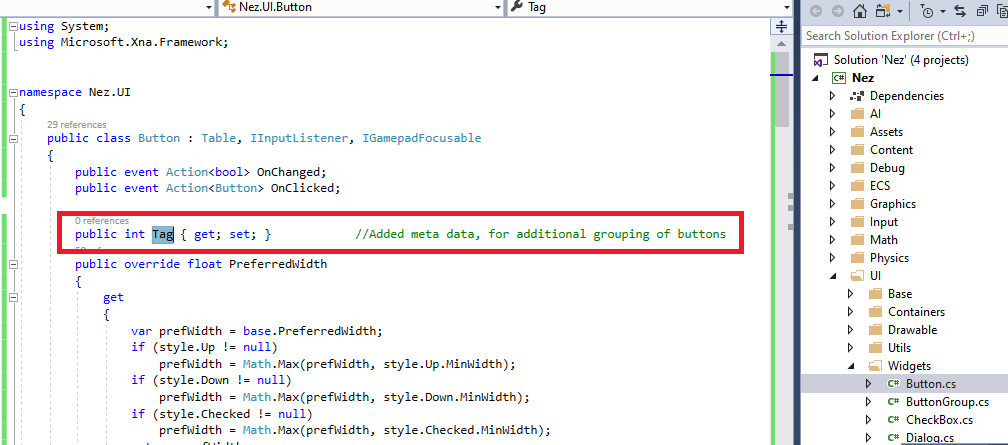 Nez.UI.Button Tag
using System;
using Microsoft.Xna.Framework;
namespace Nez.UI
{
29 references
public class Button : Table, IInputListener, IGamepadFocusable
{
public event Action<bool> OnChanged;
public event Action<Button> OnClicked;
0 references
public int Tag { get; set; } //Added meta data, for additional grouping of buttons
public override float PreferredWidth
{
get
{
var prefWidth = base.PreferredWidth;
if (style.Up != null)
prefWidth = Math.Max(prefWidth, style.Up.MinWidth);
if (style.Down != null)
prefWidth = Math.Max(prefWidth, style.Down.MinWidth);
if (style.Checked != null)
prefWidth = Math.Max(prefWidth, style.Checked.MinWidth);
Search Solution Explorer (Ctrl+;)
Solution 'Nez' (4 projects)
C# Nez
Dependencies
AI
Assets
Content
Debug
ECS
Graphics
Input
Math
Physics
UI
Base
Containers
Drawable
Utils
Widgets
C# Button.cs
C# ButtonGroup.cs
C# CheckBox.cs
C# Dialog.cs